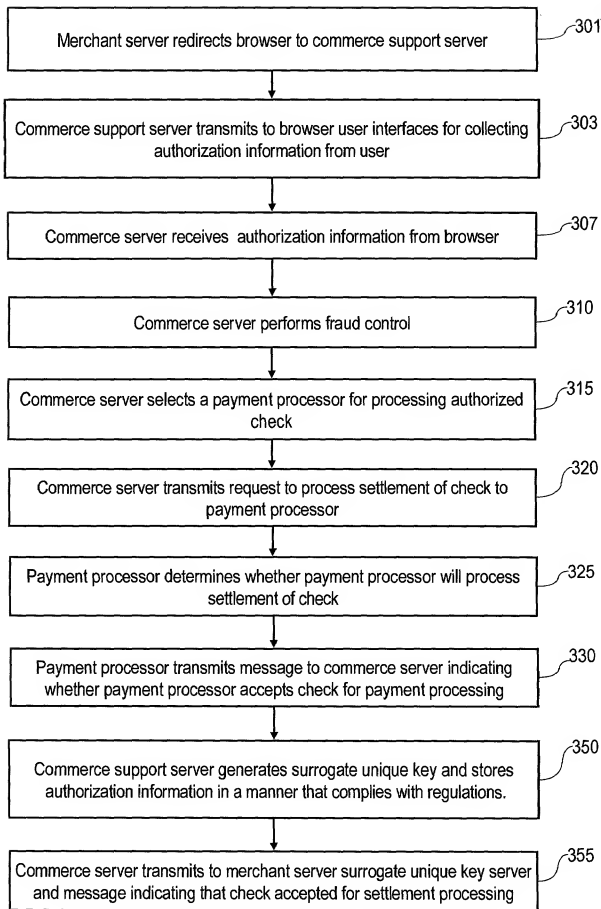 Merchant server redirects browser to commerce support server
301
Commerce support server transmits to browser user interfaces for collecting
authorization information from user
303
Commerce server receives authorization information from browser
307
Commerce server performs fraud control
310
Commerce server selects a payment processor for processing authorized
check
315
Commerce server transmits request to process settlement of check to
payment processor
320
Payment processor determines whether payment processor will process
settlement of check
325
Payment processor transmits message to commerce server indicating
whether payment processor accepts check for payment processing
330
Commerce support server generates surrogate unique key and stores
authorization information in a manner that complies with regulations.
350
Commerce server transmits to merchant server surrogate unique key server
and message indicating that check accepted for settlement processing
355